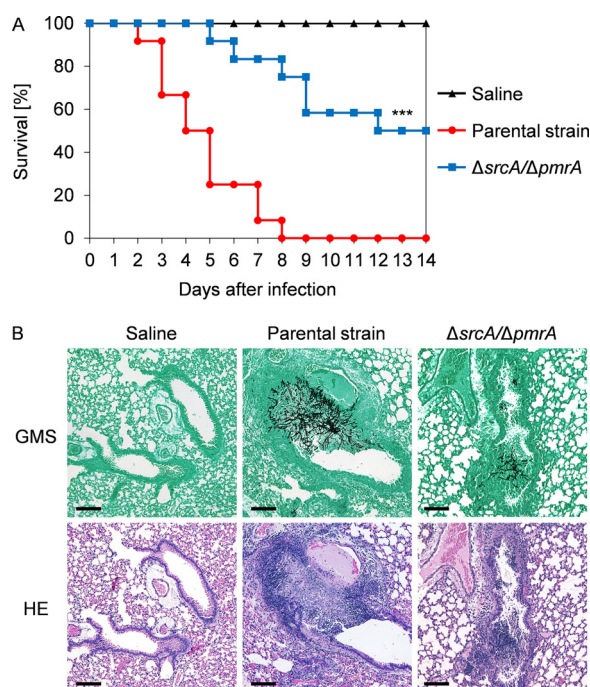 A
Survival [%]
100
80
60
40
20
0
***
0 1 2 3 4 5 6 7 8 9 10 11 12 13 14
Days after infection
Saline
Parental strain
ΔsrcA/ΔpmrA
B
Saline Parental strain ΔsrcA/ΔpmrA
GMS
HE